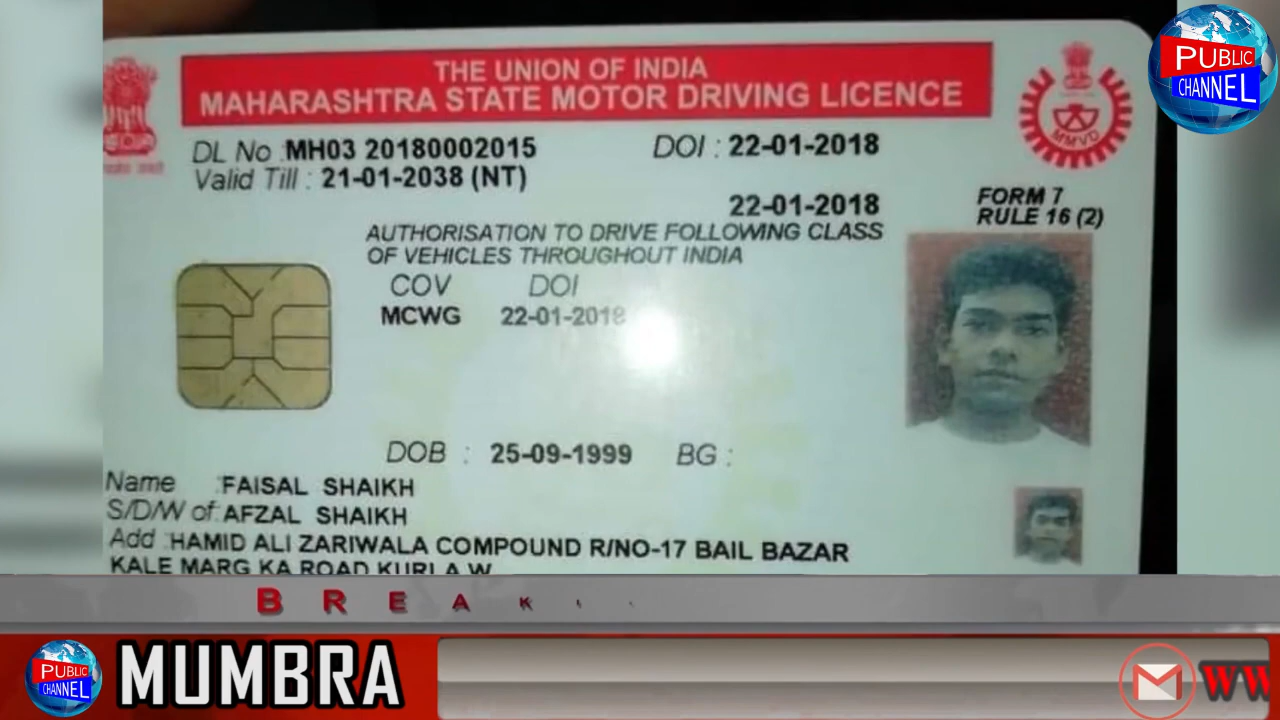 THE UNION OF INDIA
MAHARASHTRA STATE MOTOR DRIVING LICENCE
PUBLIC
CHANNEL
MMVD
DL No : MH03 20180002015 DOI : 22-01-2018
Valid Till : 21-01-2038 (NT)
22-01-2018
FORM 7
RULE 16 (2)
AUTHORISATION TO DRIVE FOLLOWING CLASS
OF VEHICLES THROUGHOUT INDIA
COV DOI
MCWG 22-01-2018
DOB : 25-09-1999 BG :
Name : FAISAL SHAIKH
S/D/W of : AFZAL SHAIKH
Add : HAMID ALI ZARIWALA COMPOUND R/NO-17 BAIL BAZAR
KALE MARG KA ROAD KURLA W
B R E A K
PUBLIC
CHANNEL
MUMBRA
WW